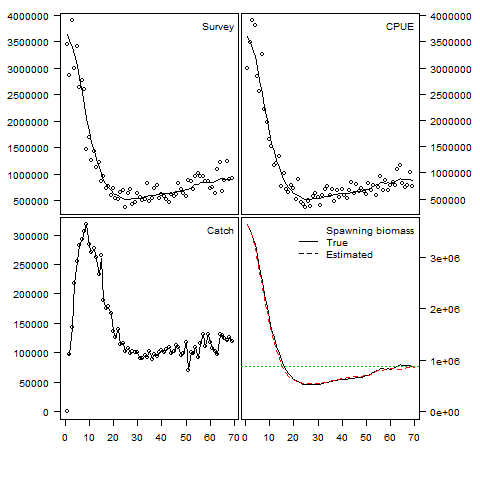 Survey
CPUE
4000000
3500000
3000000
2500000
2000000
1500000
1000000
500000
4000000
3500000
3000000
2500000
2000000
1500000
1000000
500000
Catch
300000
250000
200000
150000
100000
50000
0
Spawning biomass
True
Estimated
3e+06
2e+06
1e+06
0e+00
0 10 20 30 40 50 60 70
0 10 20 30 40 50 60 70